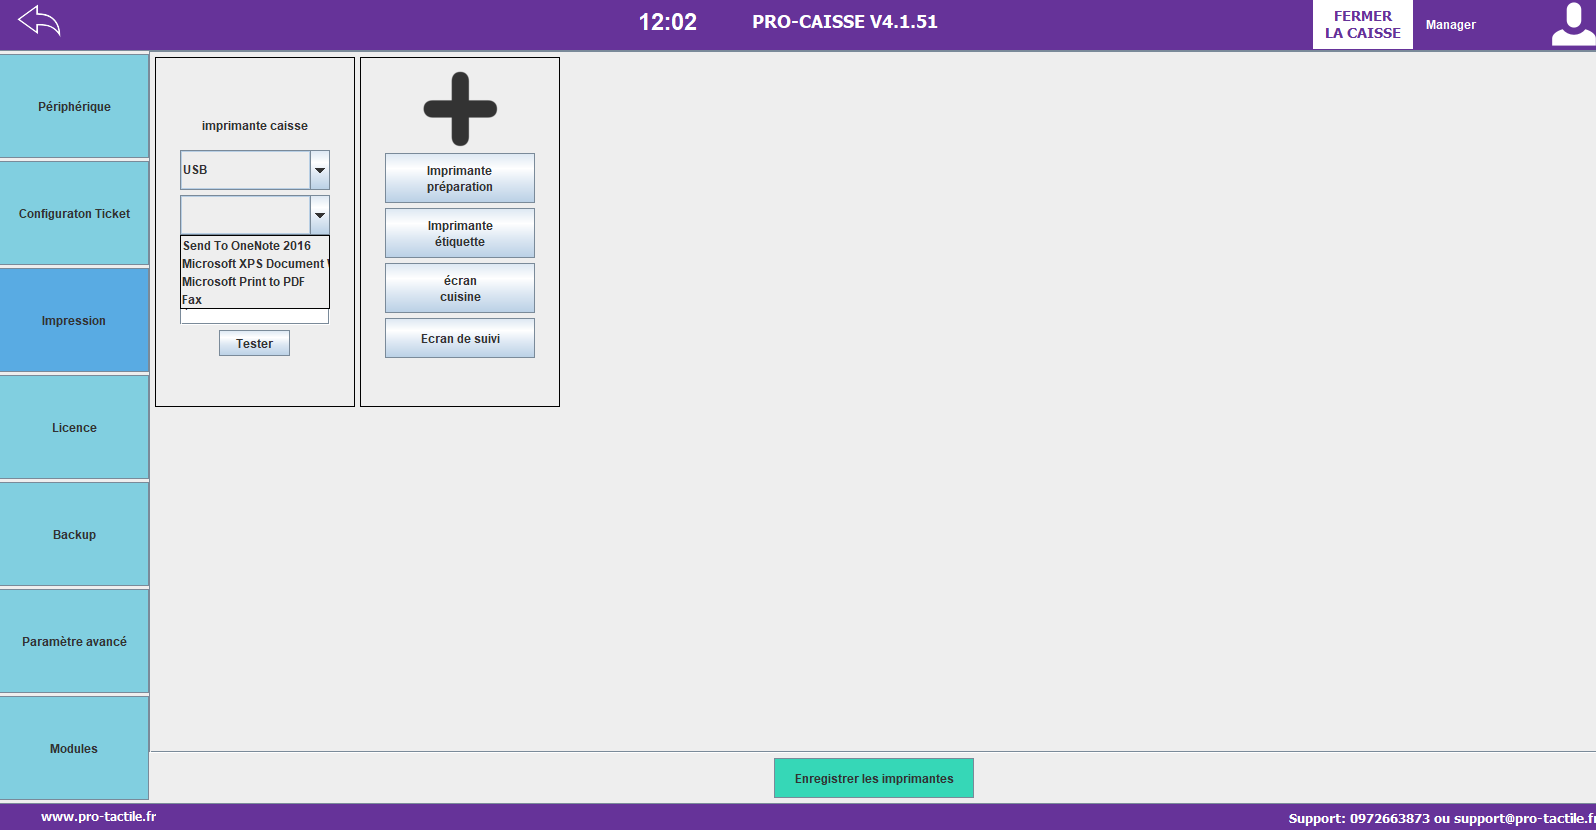 12:02
PRO-CAISSE V4.1.51
FERMER
LA CAISSE
Manager
Périphérique
Configuraton Ticket
Impression
Licence
Backup
Paramètre avancé
Modules
imprimante caisse
USB
Send To OneNote 2016
Microsoft XPS Document
Microsoft Print to PDF
Fax
Tester
Imprimante
préparation
Imprimante
étiquette
écran
cuisine
Ecran de suivi
Enregistrer les imprimantes
www.pro-tactile.fr
Support: 0972663873 ou support@pro-tactile.fr